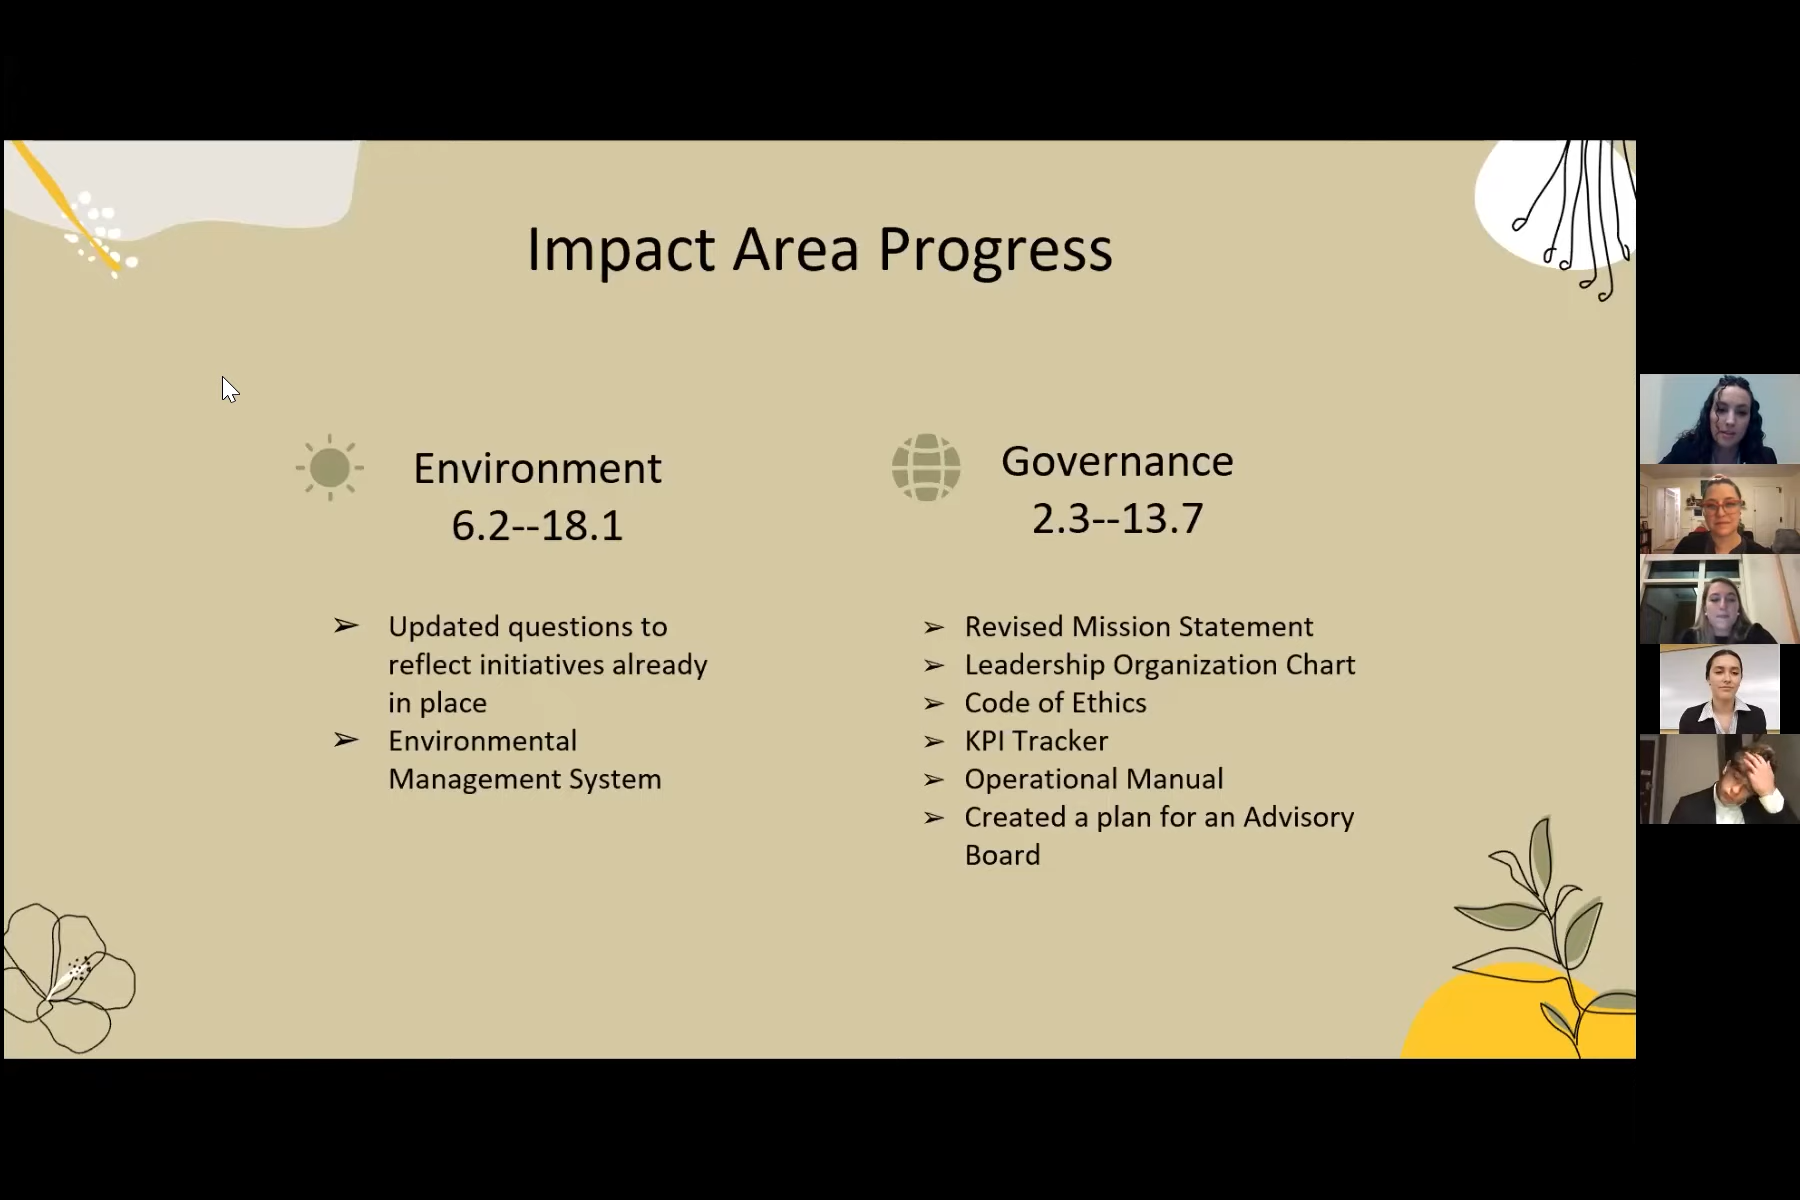 Impact Area Progress
Environment
6.2--18.1
➢ Updated questions to
reflect initiatives already
in place
➢ Environmental
Management System
Governance
2.3--13.7
➢ Revised Mission Statement
➢ Leadership Organization Chart
➢ Code of Ethics
➢ KPI Tracker
➢ Operational Manual
➢ Created a plan for an Advisory
Board